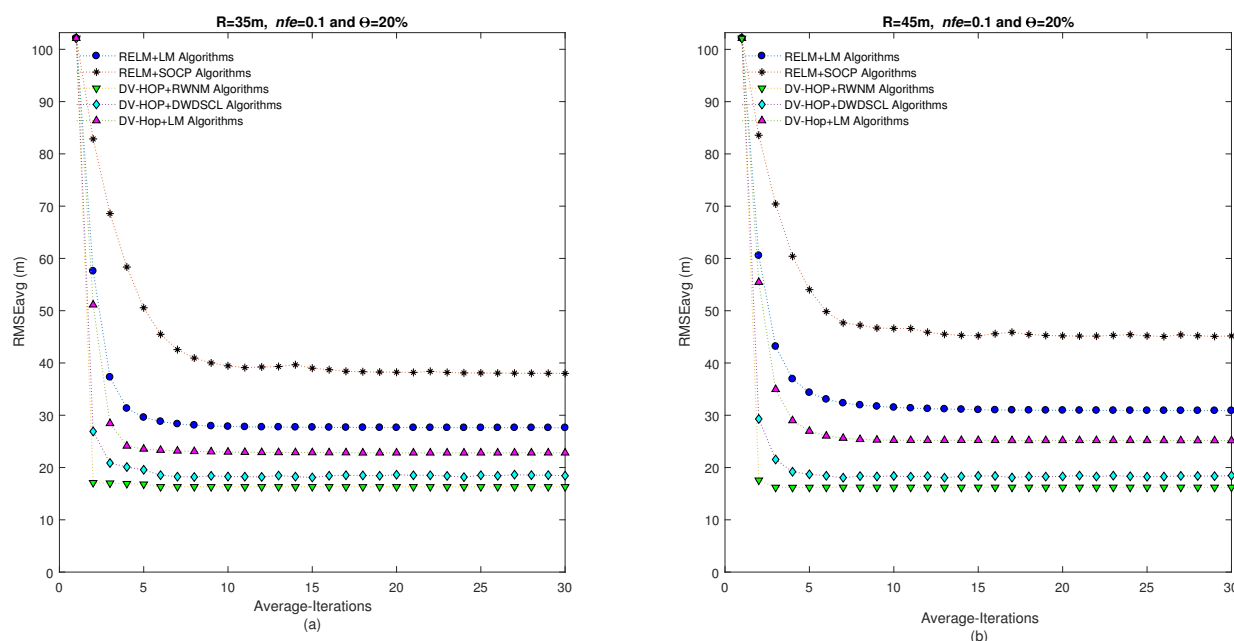 R=35m, nfe=0.1 and Θ=20%
RELM+LM Algorithms
RELM+SOCP Algorithms
DV-HOP+RWNM Algorithms
DV-HOP+DWDSCL Algorithms
DV-Hop+LM Algorithms
100
90
80
70
60
50
40
30
20
10
0
RMSEavg (m)
0 5 10 15 20 25 30
Average-Iterations
(a)
R=45m, nfe=0.1 and Θ=20%
RELM+LM Algorithms
RELM+SOCP Algorithms
DV-HOP+RWNM Algorithms
DV-HOP+DWDSCL Algorithms
DV-Hop+LM Algorithms
100
90
80
70
60
50
40
30
20
10
0
RMSEavg (m)
0 5 10 15 20 25 30
Average-Iterations
(b)